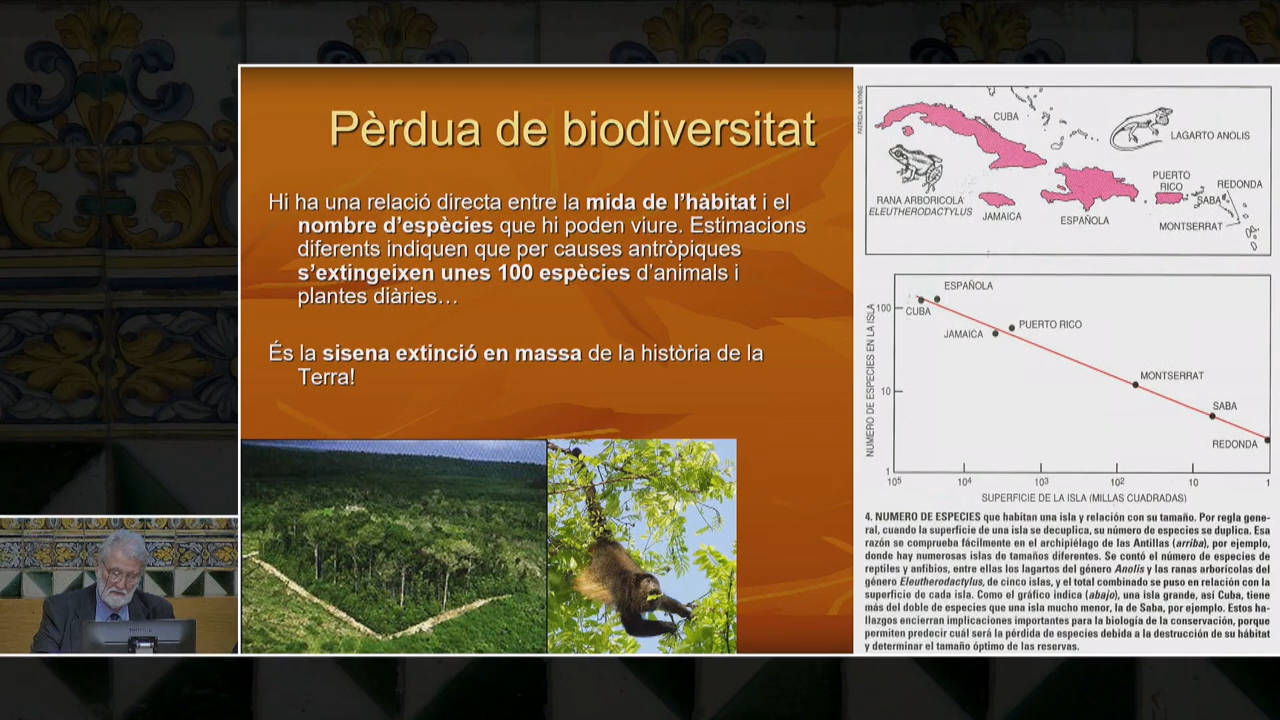 Pèrdua de biodiversitat
Hi ha una relació directa entre la mida de l'hàbitat i el
nombre d'espècies que hi poden viure. Estimacions
diferents indiquen que per causes antròpiques
s'extingeixen unes 100 espècies d'animals i
plantes diàries…
És la sisena extinció en massa de la història de la
Terra!
CUBA
LAGARTO ANOLIS
RANA ARBORICOLA
ELEUTHERODACTYLUS
JAMAICA
ESPAÑOLA
PUERTO
RICO
REDONDA
SABA
MONTSERRAT
NUMERO DE ESPECIES EN LA ISLA
100
10
1
ESPAÑOLA
CUBA
JAMAICA
PUERTO RICO
MONTSERRAT
SABA
REDONDA
10⁵ 10⁴ 10³ 10² 10 1
SUPERFICIE DE LA ISLA (MILLAS CUADRADAS)
4. NUMERO DE ESPECIES que habitan una isla y relación con su tamaño. Por regla gene-
ral, cuando la superficie de una isla se decuplica, su número de especies se duplica. Esa
razón se comprueba fácilmente en el archipiélago de las Antillas (arriba), por ejemplo,
donde hay numerosas islas de tamaños diferentes. Se contó el número de especies de
reptiles y anfibios, entre ellas los lagartos del género Anolis y las ranas arborícolas del
género Eleutherodactylus, de cinco islas, y el total combinado se puso en relación con la
superficie de cada isla. Como el gráfico indica (abajo), una isla grande, así Cuba, tiene
más del doble de especies que una isla mucho menor, la de Saba, por ejemplo. Estos ha-
llazgos encierran implicaciones importantes para la biología de la conservación, porque
permiten predecir cuál será la pérdida de especies debida a la destrucción de su hábitat
y determinar el tamaño óptimo de las reservas.